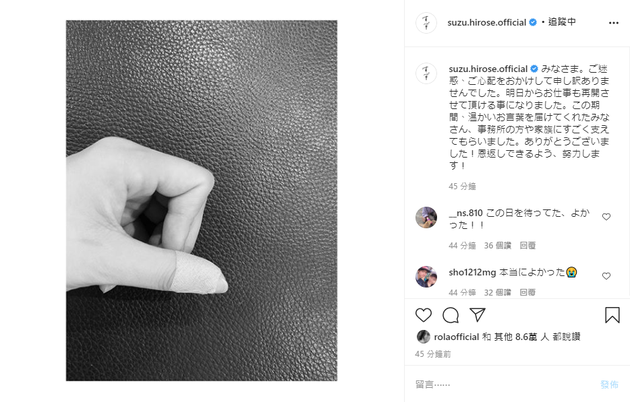 すず
suzu.hirose.official • 追蹤中
すず
suzu.hirose.official みなさま。ご迷
惑、ご心配をおかけして申し訳ありま
せんでした。明日からお仕事も再開さ
せて頂ける事になりました。この期
間、温かいお言葉を届けてくれたみな
さん、事務所の方や家族にすごく支え
てもらいました。ありがとうございま
した！恩返しできるよう、努力しま
す！
45 分鐘
__ns.810 この日を待ってた、よか
った！！
44 分鐘 36 個讚 回覆
sho1212mg 本当によかった😭
44 分鐘 32 個讚 回覆
rolaofficial 和 其他 8.6萬 人 都說讚
45 分鐘前
留言……
發佈